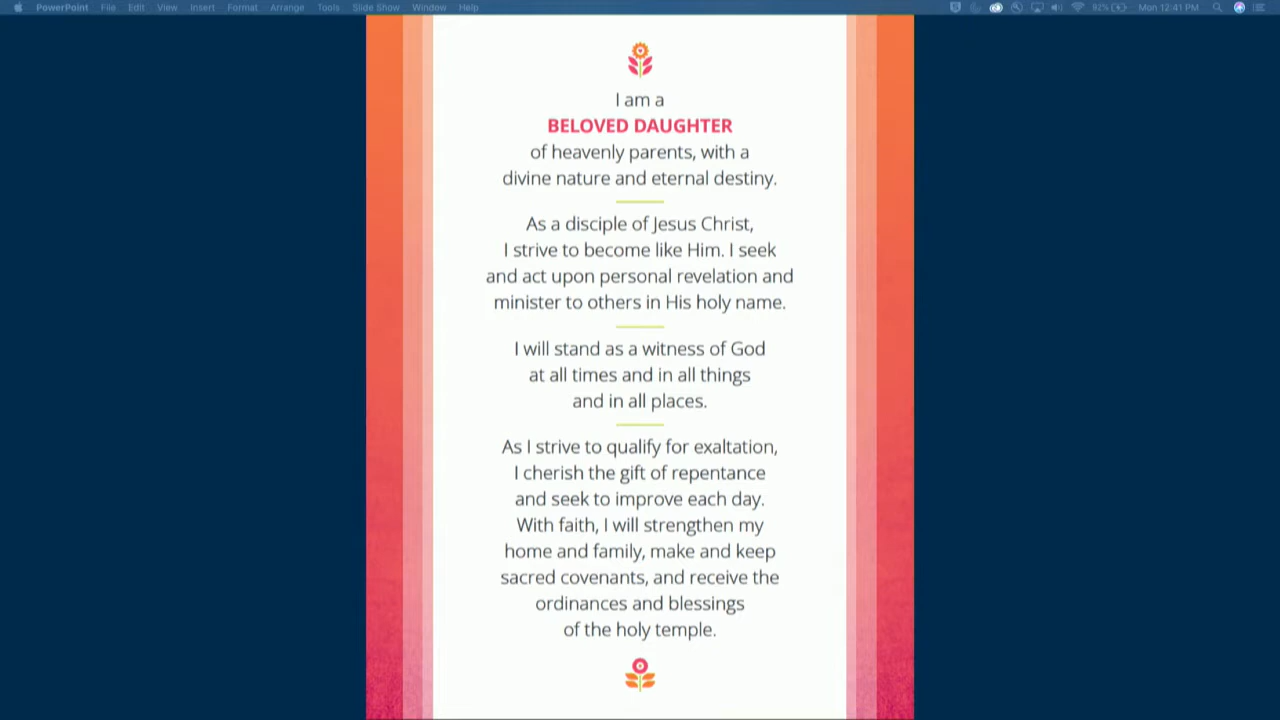 PowerPoint File Edit View Insert Format Arrange Tools Slide Show Window Help 92% Mon 12:41 PM
I am a
BELOVED DAUGHTER
of heavenly parents, with a
divine nature and eternal destiny.
As a disciple of Jesus Christ,
I strive to become like Him. I seek
and act upon personal revelation and
minister to others in His holy name.
I will stand as a witness of God
at all times and in all things
and in all places.
As I strive to qualify for exaltation,
I cherish the gift of repentance
and seek to improve each day.
With faith, I will strengthen my
home and family, make and keep
sacred covenants, and receive the
ordinances and blessings
of the holy temple.